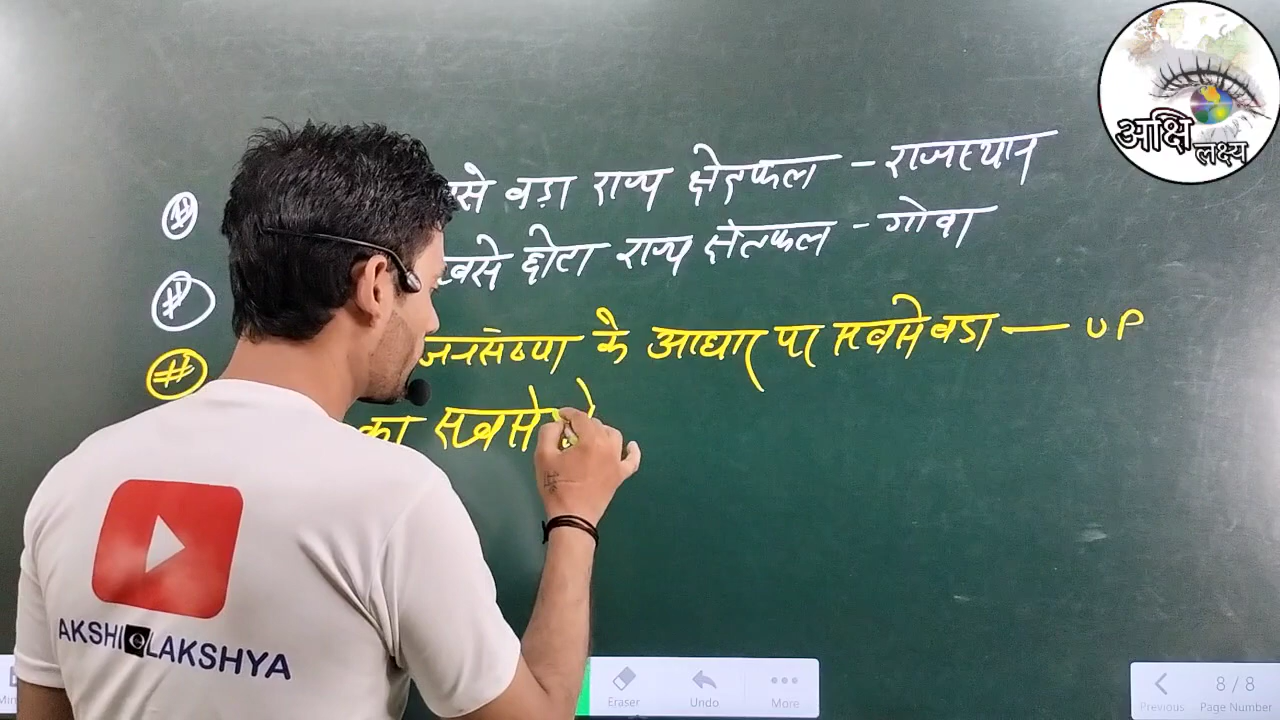 अक्षि
लक्ष्य
# बसे बड़ा राज्य क्षेत्रफल - राजस्थान
# सबसे छोटा राज्य क्षेत्रफल - गोवा
# जनसंख्या के आधार पर सबसे बडा — UP
का सबसे
AKSHI LAKSHYA
Eraser
Undo
More
8 / 8
Previous
Page Number